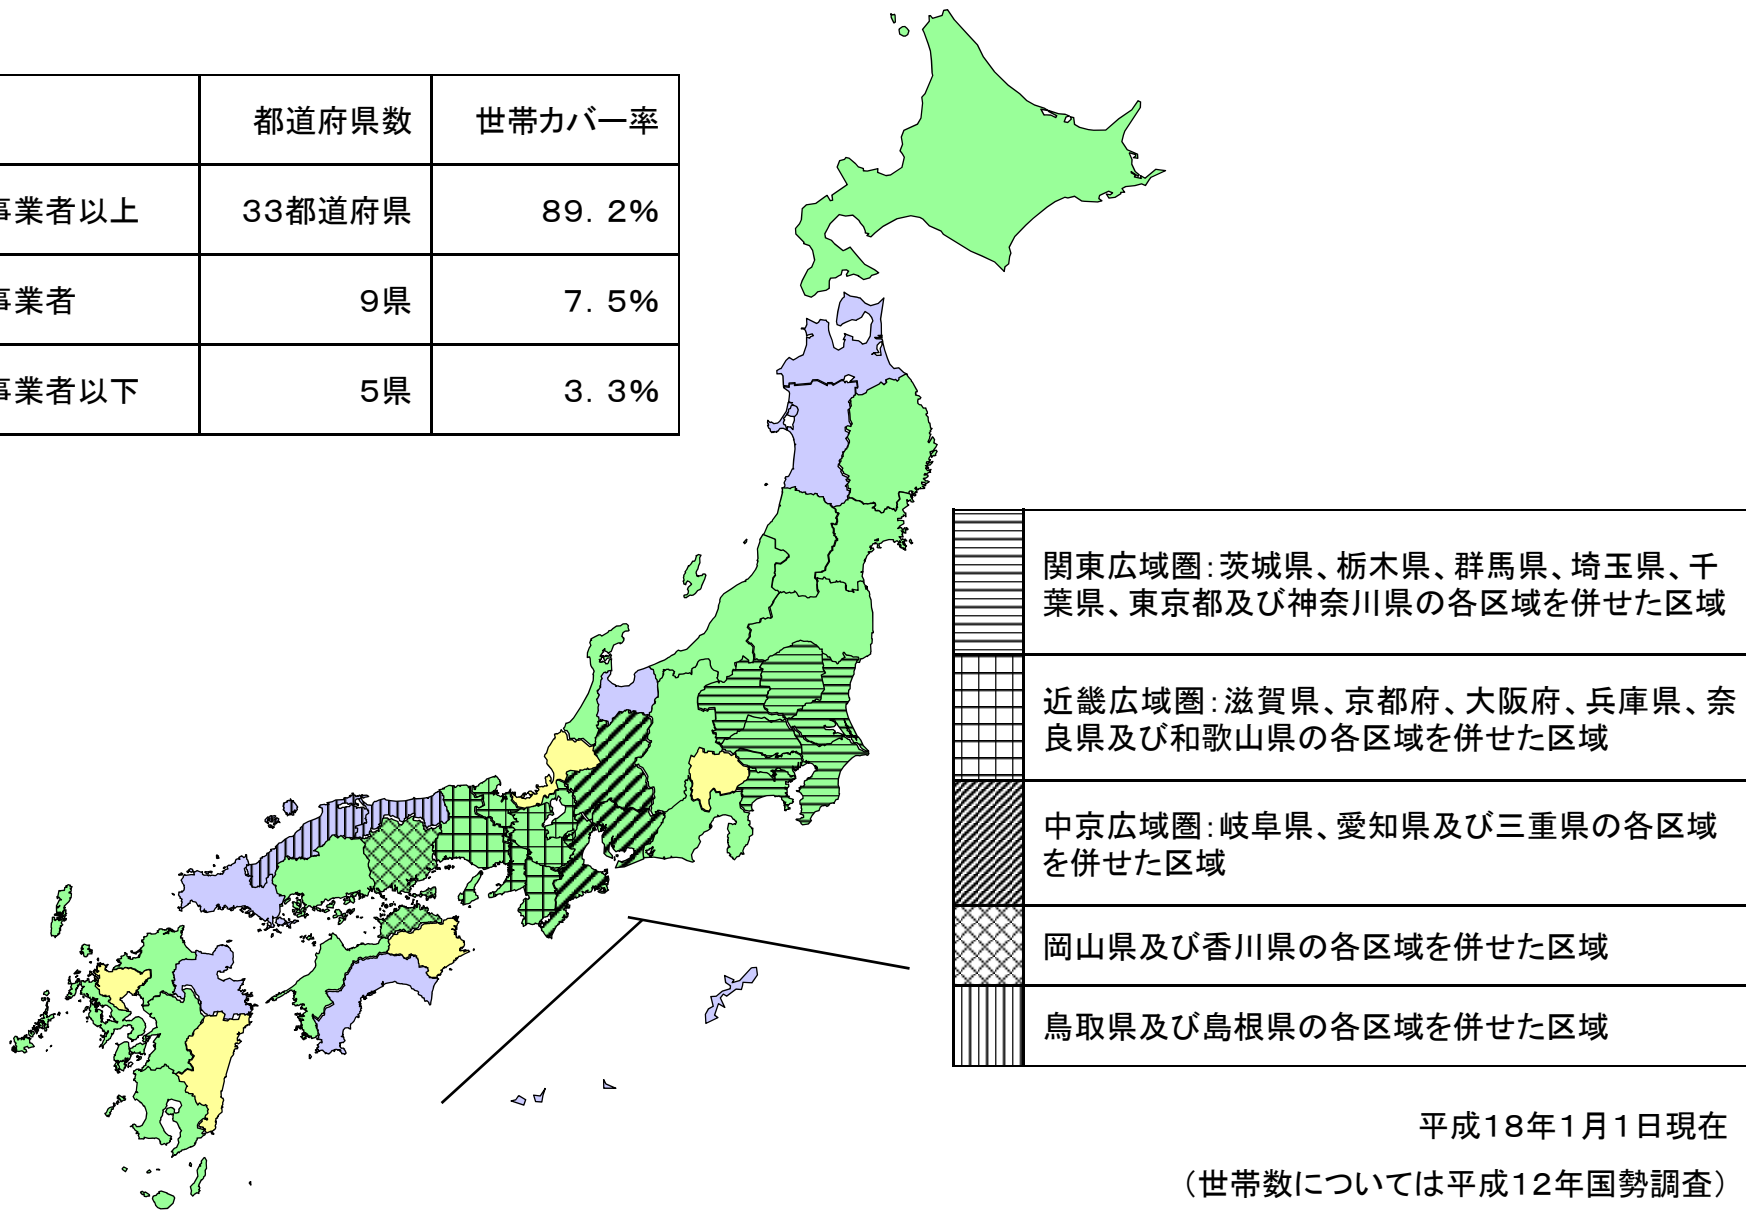 都道府県数 世帯カバー率
事業者以上 33都道府県 89.2%
事業者 9県 7.5%
事業者以下 5県 3.3%
関東広域圏:茨城県、栃木県、群馬県、埼玉県、千
葉県、東京都及び神奈川県の各区域を併せた区域
近畿広域圏:滋賀県、京都府、大阪府、兵庫県、奈
良県及び和歌山県の各区域を併せた区域
中京広域圏:岐阜県、愛知県及び三重県の各区域
を併せた区域
岡山県及び香川県の各区域を併せた区域
鳥取県及び島根県の各区域を併せた区域
平成18年1月1日現在
(世帯数については平成12年国勢調査)